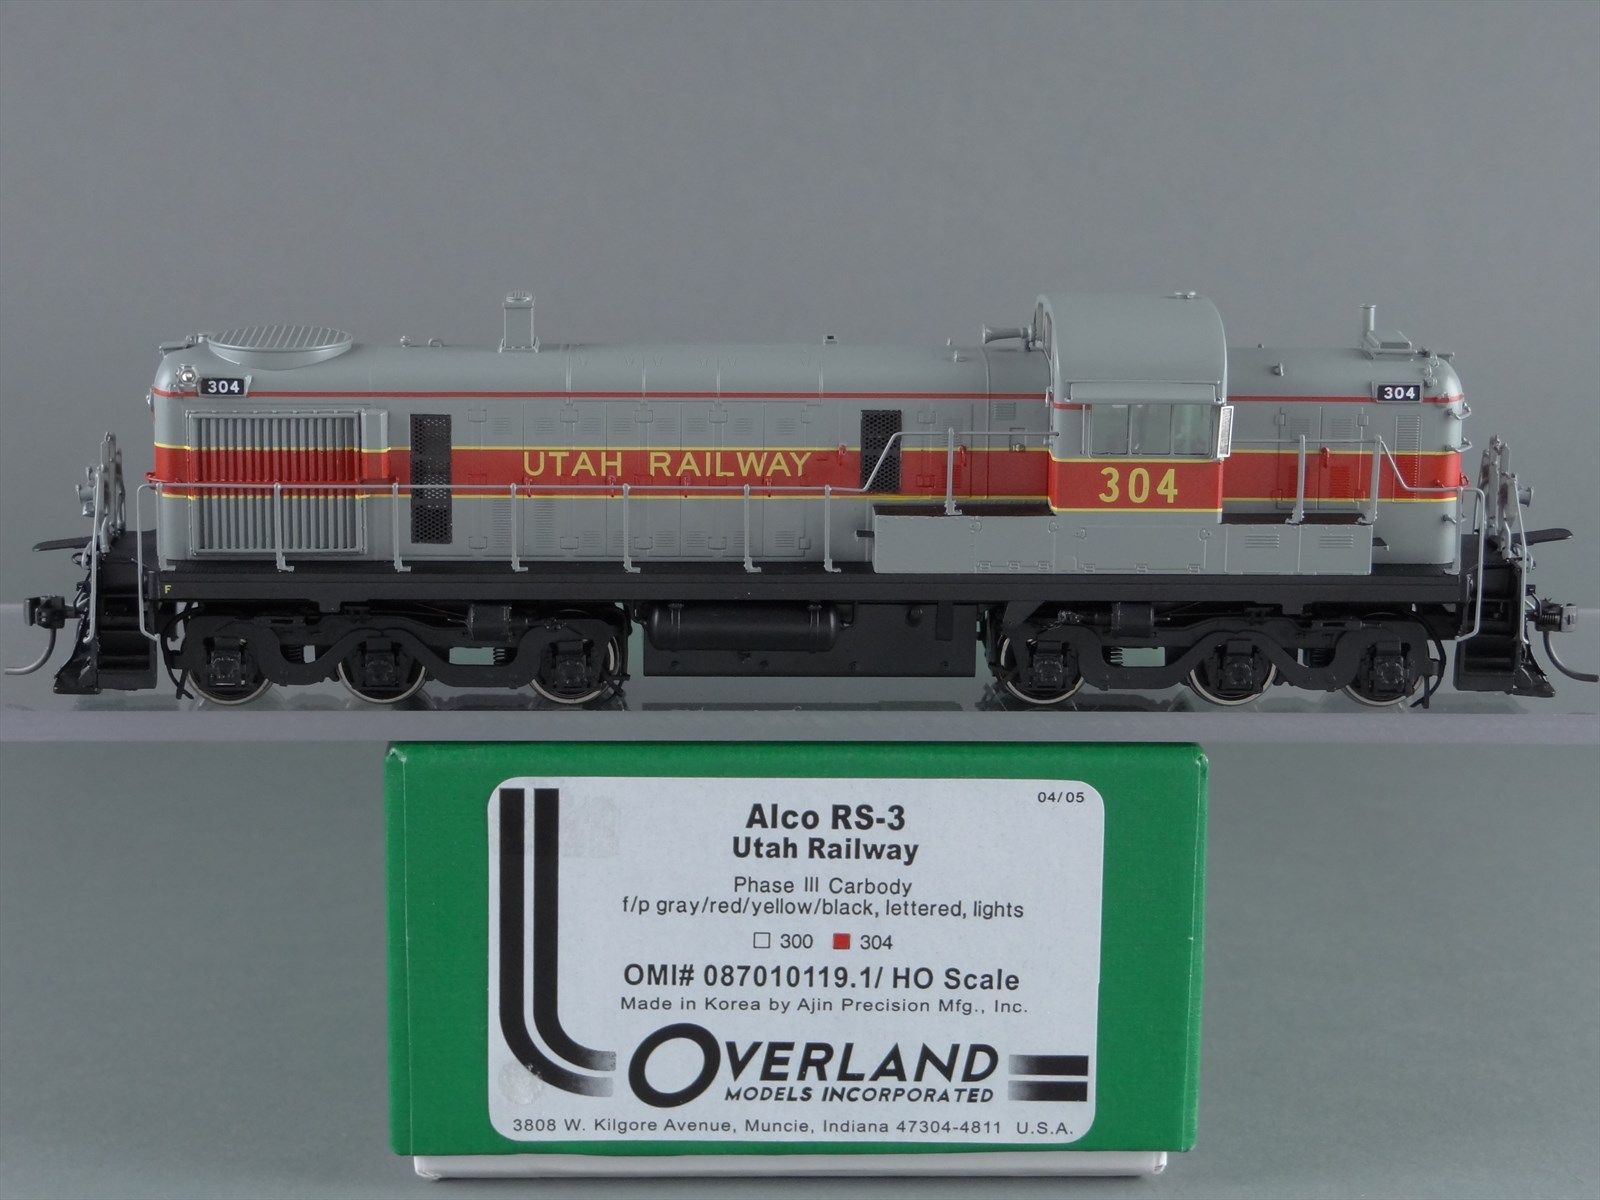 304
304
UTAH RAILWAY
304
F
04/05
Alco RS-3
Utah Railway
Phase III Carbody
f/p gray/red/yellow/black, lettered, lights
300 304
OMI# 087010119.1/ HO Scale
Made in Korea by Ajin Precision Mfg., Inc.
OVERLAND
MODELS INCORPORATED
3808 W. Kilgore Avenue, Muncie, Indiana 47304-4811 U.S.A.